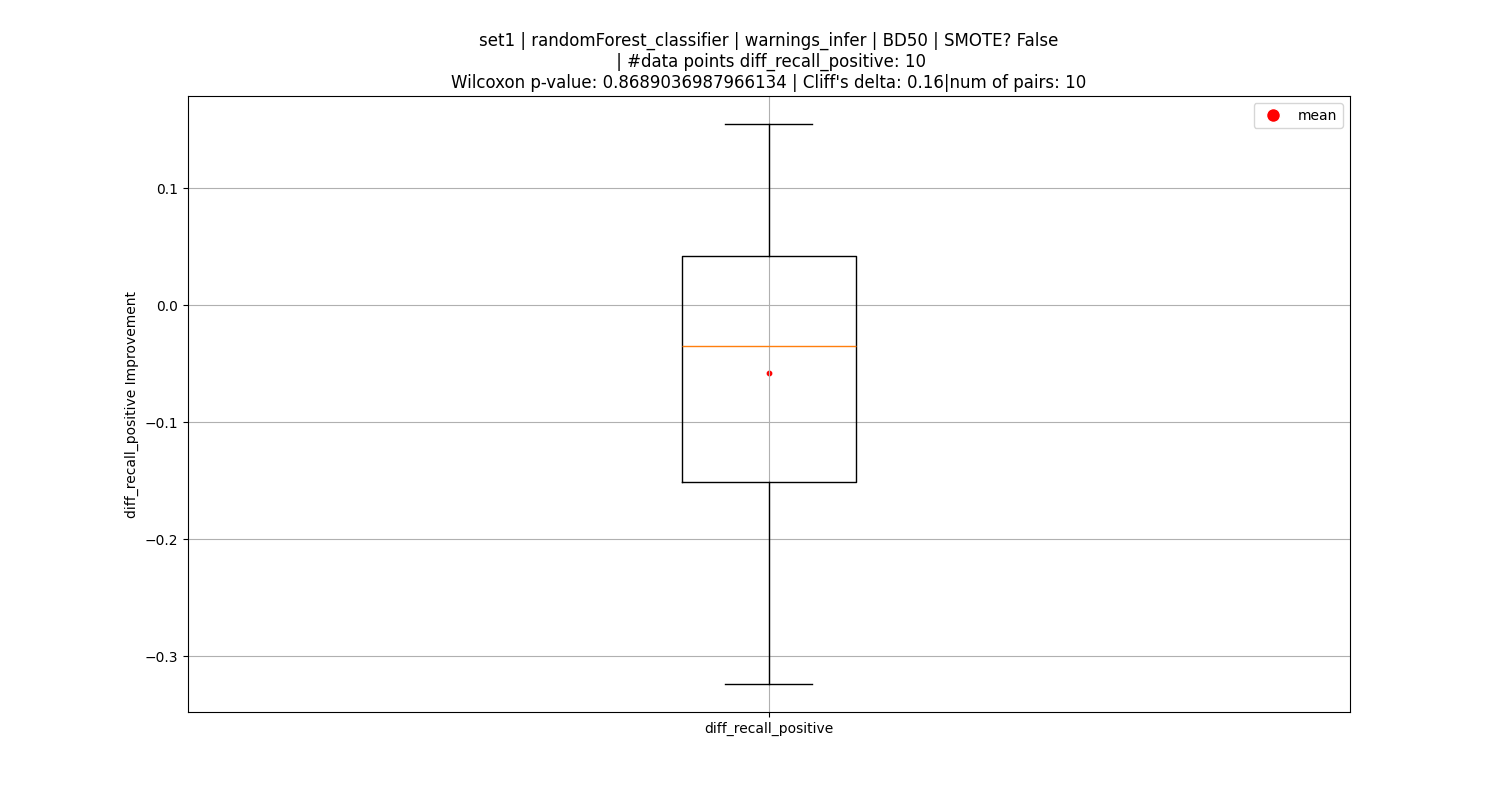 set1 | randomForest_classifier | warnings_infer | BD50 | SMOTE? False
| #data points diff_recall_positive: 10
Wilcoxon p-value: 0.8689036987966134 | Cliff's delta: 0.16|num of pairs: 10
mean
0.1
0.0
−0.1
−0.2
−0.3
diff_recall_positive Improvement
diff_recall_positive